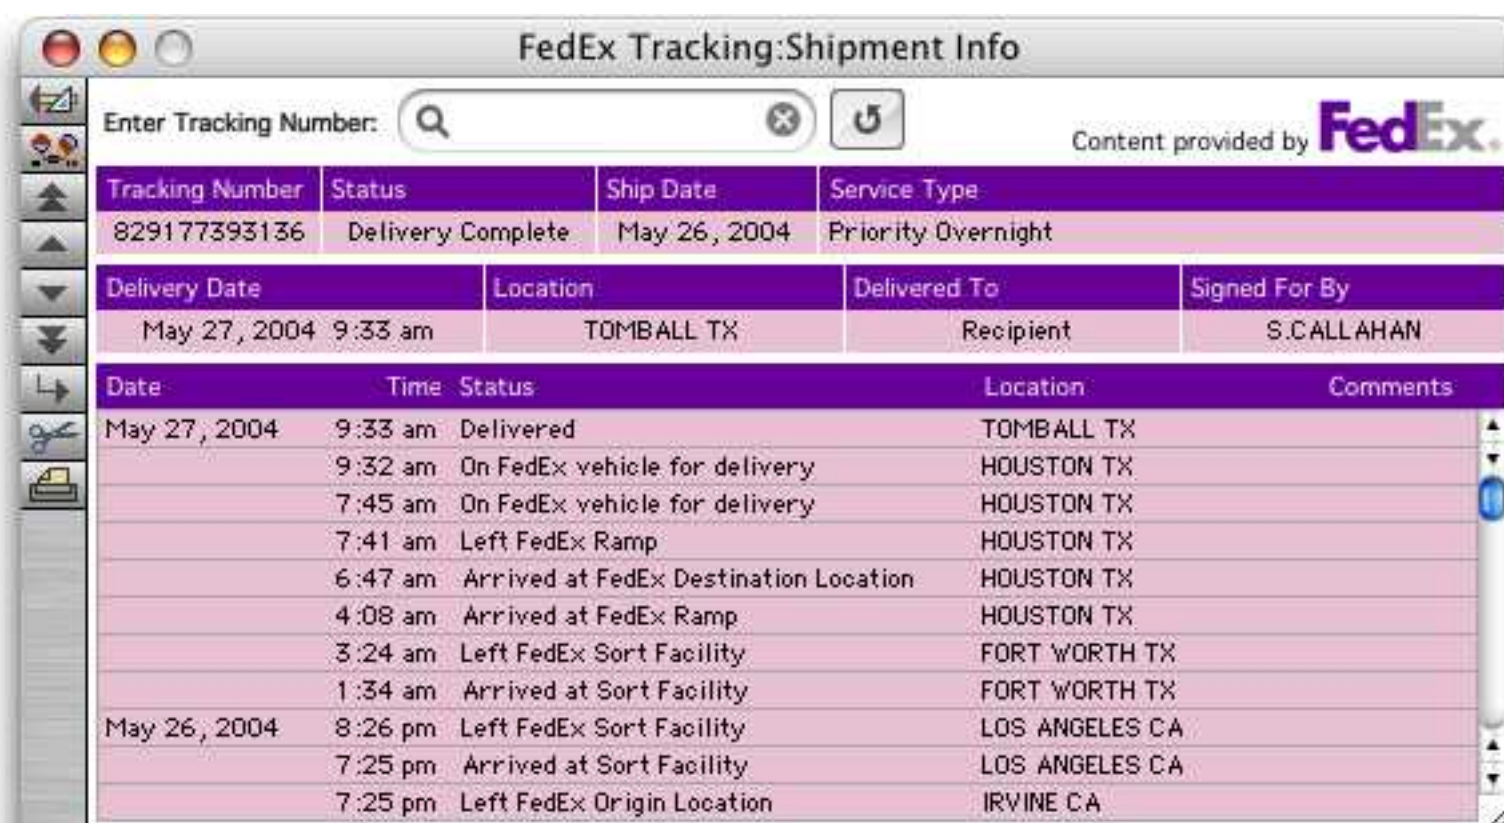 FedEx Tracking:Shipment Info
Enter Tracking Number:
Content provided by FedEx.
Tracking Number Status Ship Date Service Type
829177393136 Delivery Complete May 26, 2004 Priority Overnight
Delivery Date Location Delivered To Signed For By
May 27, 2004 9:33 am TOMBALL TX Recipient S.CALLAHAN
Date Time Status Location Comments
May 27, 2004 9:33 am Delivered TOMBALL TX
9:32 am On FedEx vehicle for delivery HOUSTON TX
7:45 am On FedEx vehicle for delivery HOUSTON TX
7:41 am Left FedEx Ramp HOUSTON TX
6:47 am Arrived at FedEx Destination Location HOUSTON TX
4:08 am Arrived at FedEx Ramp HOUSTON TX
3:24 am Left FedEx Sort Facility FORT WORTH TX
1:34 am Arrived at Sort Facility FORT WORTH TX
May 26, 2004 8:26 pm Left FedEx Sort Facility LOS ANGELES CA
7:25 pm Arrived at Sort Facility LOS ANGELES CA
7:25 pm Left FedEx Origin Location IRVINE CA